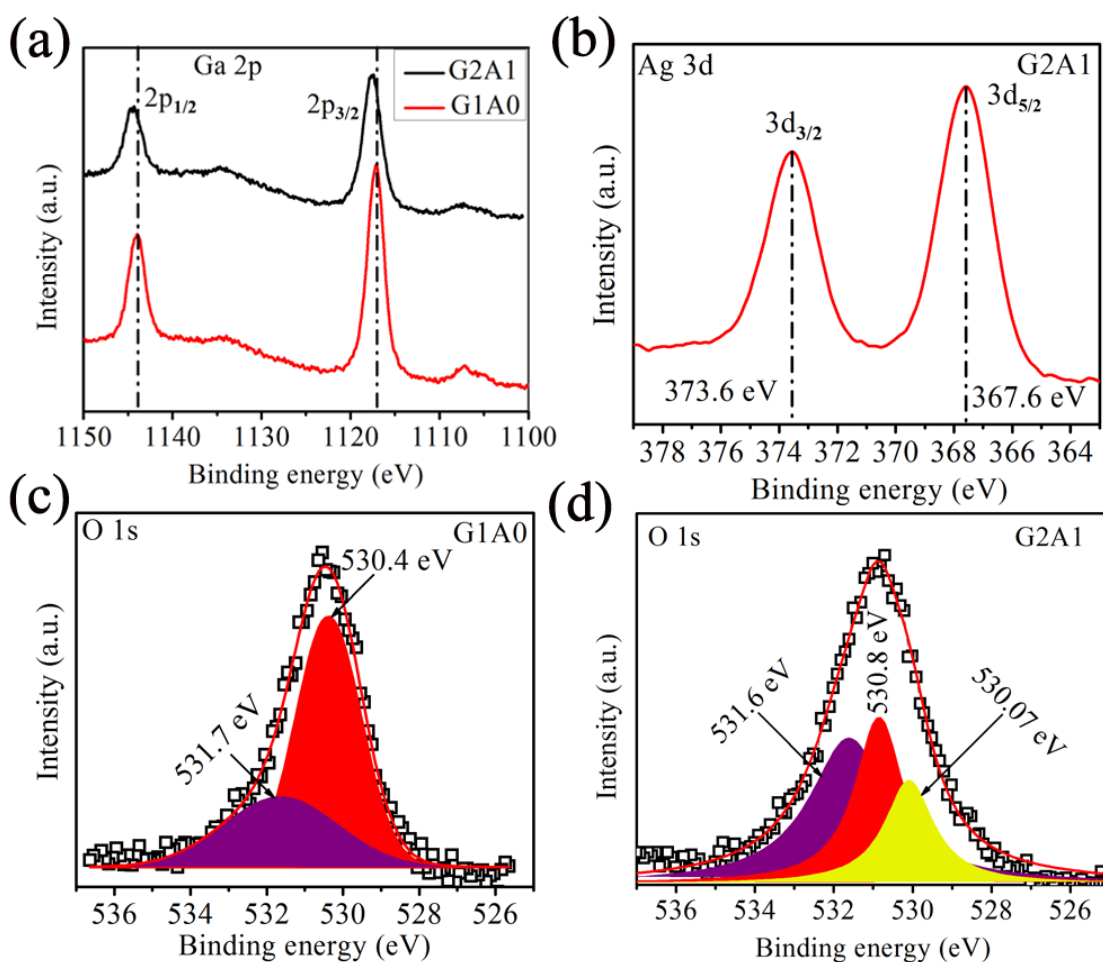 (a)
Ga 2p
2p1/2
2p3/2
G2A1
G1A0
Intensity (a.u.)
1150 1140 1130 1120 1110 1100
Binding energy (eV)
(b)
Ag 3d
G2A1
3d3/2
3d5/2
373.6 eV
367.6 eV
Intensity (a.u.)
378 376 374 372 370 368 366 364
Binding energy (eV)
(c)
O 1s
G1A0
530.4 eV
531.7 eV
Intensity (a.u.)
536 534 532 530 528 526
Binding energy (eV)
(d)
O 1s
G2A1
531.6 eV
530.8 eV
530.07 eV
Intensity (a.u.)
536 534 532 530 528 526
Binding energy (eV)